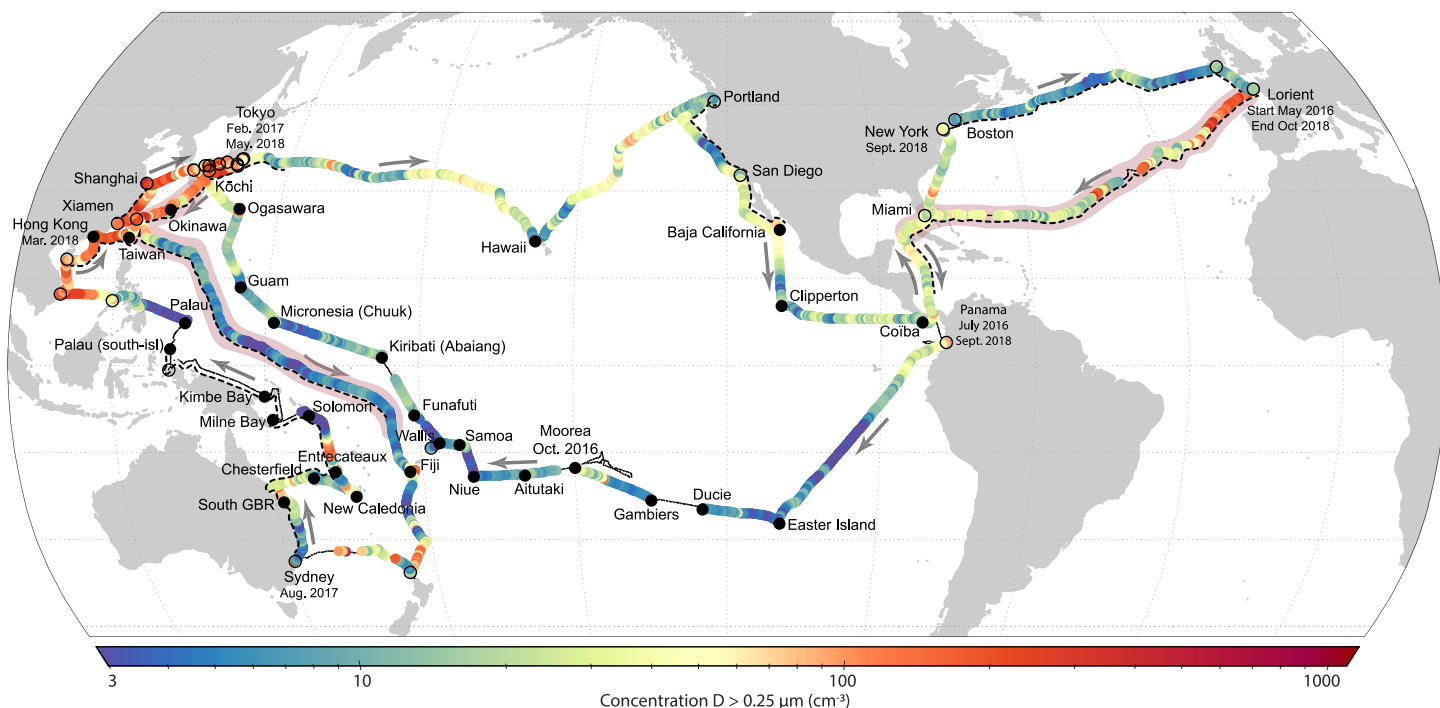 Portland
Lorient
Start May 2016
End Oct 2018
Tokyo
Feb. 2017
May. 2018
New York
Sept. 2018
Boston
San Diego
Shanghai
Kōchi
Xiamen
Ogasawara
Miami
Hong Kong
Mar. 2018
Okinawa
Baja California
Hawaii
Taiwan
Guam
Clipperton
Palau
Micronesia (Chuuk)
Coïba
Panama
July 2016
Sept. 2018
Palau (south-isl)
Kiribati (Abaiang)
Kimbe Bay
Solomon
Funafuti
Milne Bay
Wallis
Samoa
Moorea
Oct. 2016
Entrecateaux
Chesterfield
Fiji
Niue
Aitutaki
South GBR
New Caledonia
Gambiers
Ducie
Easter Island
Sydney
Aug. 2017
3
10
100
1000
Concentration D > 0.25 μm (cm⁻³)